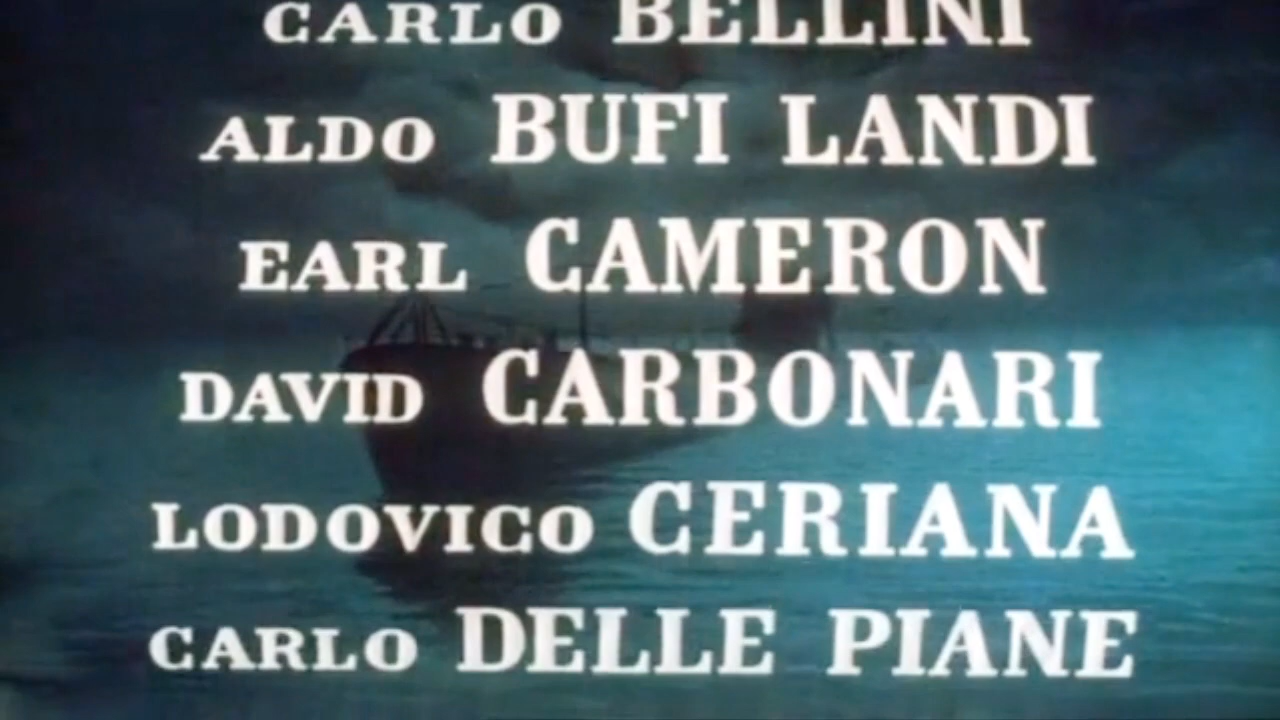 CARLO BELLINI
ALDO BUFI LANDI
EARL CAMERON
DAVID CARBONARI
LODOVICO CERIANA
CARLO DELLE PIANE